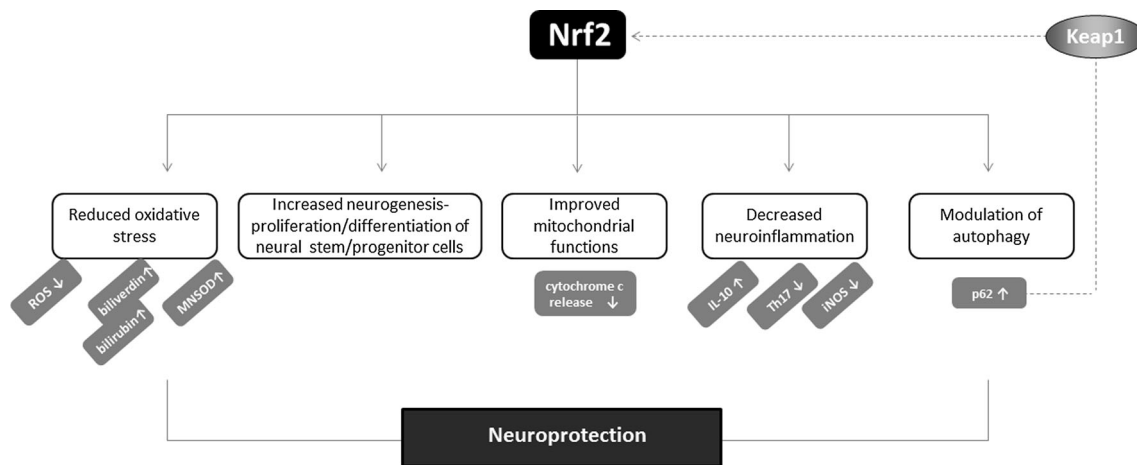 Nrf2
Keap1
Reduced oxidative
stress
Increased neurogenesis-
proliferation/differentiation of
neural stem/progenitor cells
Improved
mitochondrial
functions
Decreased
neuroinflammation
Modulation of
autophagy
ROS ↓
biliverdin↑
bilirubin↑
MNSOD↑
cytochrome c
release ↓
IL-10 ↑
Th17 ↓
iNOS ↓
p62 ↑
Neuroprotection